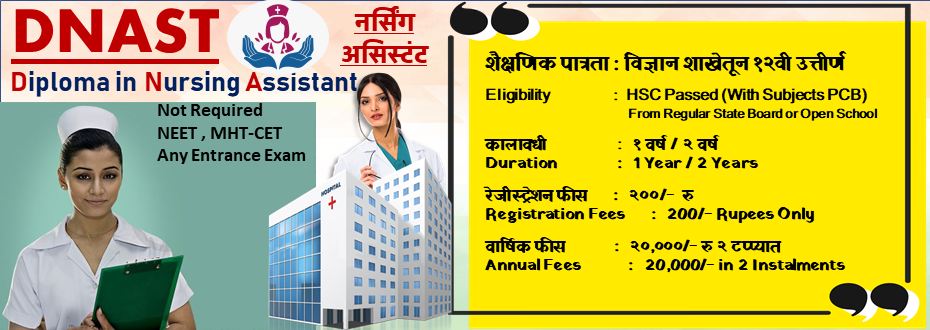 DNAST
Diploma in Nursing Assistant
नर्सिंग
असिस्टंट
Not Required
NEET , MHT-CET
Any Entrance Exam
HOSPITAL
शैक्षणिक पात्रता : विज्ञान शाखेतून १२वी उत्तीर्ण
Eligibility : HSC Passed (With Subjects PCB)
From Regular State Board or Open School
कालावधी : १ वर्ष / २ वर्ष
Duration : 1 Year / 2 Years
रेजीस्ट्रेशन फीस : २००/- रु
Registration Fees : 200/- Rupees Only
वार्षिक फीस : २०,०००/- रु २ टप्प्यात
Annual Fees : 20,000/- in 2 Instalments